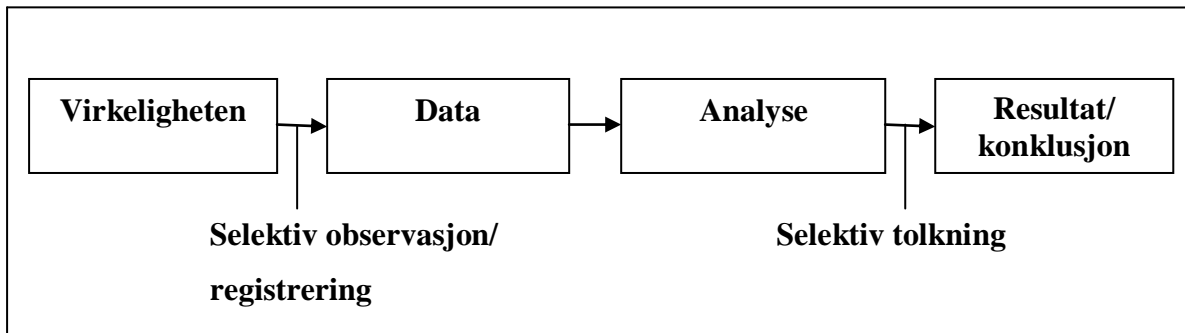 Virkeligheten
Data
Analyse
Resultat/
konklusjon
Selektiv observasjon/
registrering
Selektiv tolkning